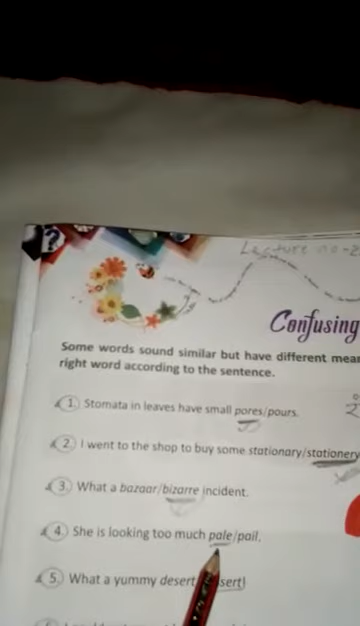 Lecture no-2
Confusing
Some words sound similar but have different
right word according to the sentence.
1. Stomata in leaves have small pores/pours.
2. I went to the shop to buy some stationary/stationery
3. What a bazaar/bizarre incident.
4. She is looking too much pale/pail.
5. What a yummy desert